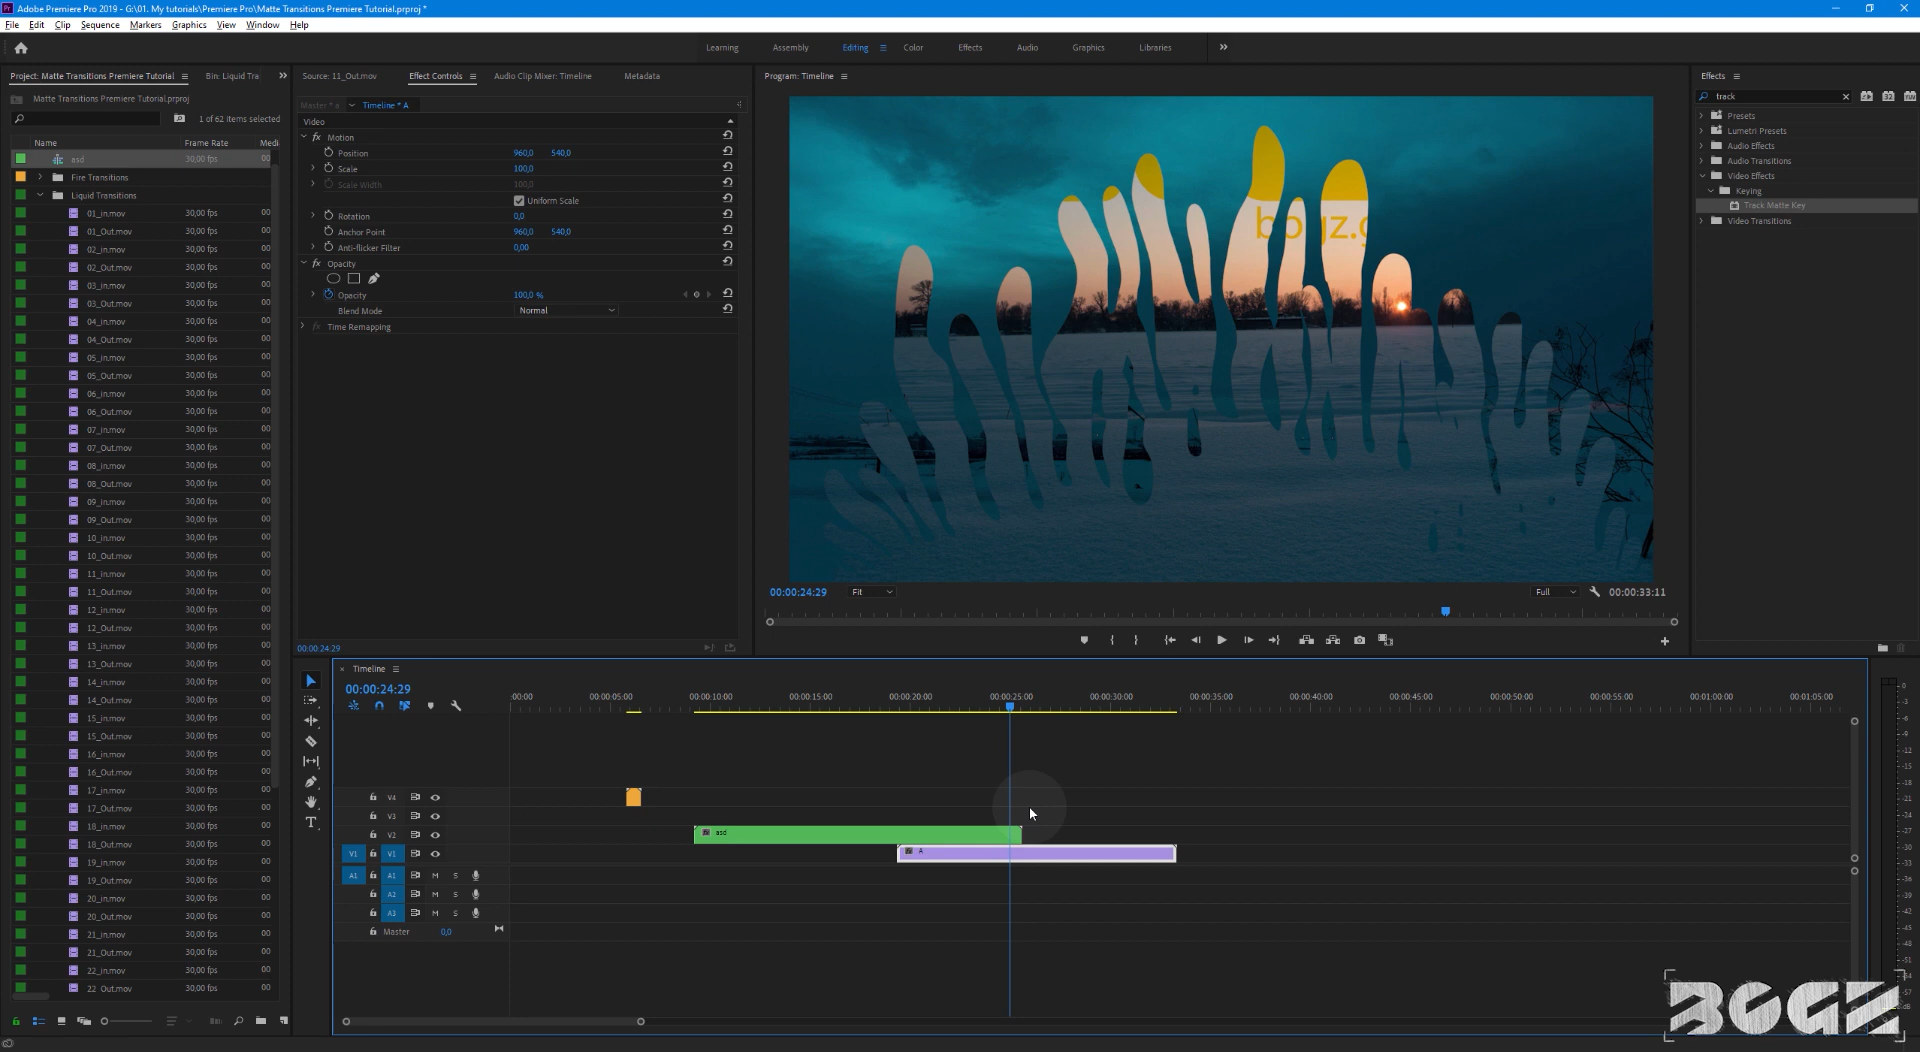 Adobe Premiere Pro 2019 - G:\01. My tutorials\Premiere Pro\Matte Transitions Premiere Tutorial.prproj *
File Edit Clip Sequence Markers Graphics View Window Help
Learning Assembly Editing Color Effects Audio Graphics Libraries
Project: Matte Transitions Premiere Tutorial Bin: Liquid Tra
Matte Transitions Premiere Tutorial.prproj
1 of 62 items selected
Name Frame Rate Medi
asd 30,00 fps 00
Fire Transitions
Liquid Transitions
01_in.mov 30,00 fps 00
01_Out.mov 30,00 fps 00
02_in.mov 30,00 fps 00
02_Out.mov 30,00 fps 00
03_in.mov 30,00 fps 00
03_Out.mov 30,00 fps 00
04_in.mov 30,00 fps 00
04_Out.mov 30,00 fps 00
05_in.mov 30,00 fps 00
05_Out.mov 30,00 fps 00
06_in.mov 30,00 fps 00
06_Out.mov 30,00 fps 00
07_in.mov 30,00 fps 00
07_Out.mov 30,00 fps 00
08_in.mov 30,00 fps 00
08_Out.mov 30,00 fps 00
09_in.mov 30,00 fps 00
09_Out.mov 30,00 fps 00
10_in.mov 30,00 fps 00
10_Out.mov 30,00 fps 00
11_in.mov 30,00 fps 00
11_Out.mov 30,00 fps 00
12_in.mov 30,00 fps 00
12_Out.mov 30,00 fps 00
13_in.mov 30,00 fps 00
13_Out.mov 30,00 fps 00
14_in.mov 30,00 fps 00
14_Out.mov 30,00 fps 00
15_in.mov 30,00 fps 00
15_Out.mov 30,00 fps 00
16_in.mov 30,00 fps 00
16_Out.mov 30,00 fps 00
17_in.mov 30,00 fps 00
17_Out.mov 30,00 fps 00
18_in.mov 30,00 fps 00
18_Out.mov 30,00 fps 00
19_in.mov 30,00 fps 00
19_Out.mov 30,00 fps 00
20_in.mov 30,00 fps 00
20_Out.mov 30,00 fps 00
21_in.mov 30,00 fps 00
21_Out.mov 30,00 fps 00
22_in.mov 30,00 fps 00
22_Out.mov 30,00 fps 00
Source: 11_Out.mov Effect Controls Audio Clip Mixer: Timeline Metadata
Master * a Timeline * A
Video
fx Motion
Position 960,0 540,0
Scale 100,0
Scale Width 100,0
Uniform Scale
Rotation 0,0
Anchor Point 960,0 540,0
Anti-flicker Filter 0,00
fx Opacity
Opacity 100,0 %
Blend Mode Normal
fx Time Remapping
00:00:24:29
Program: Timeline
bogz.g
00:00:24:29 Fit Full 00:00:33:11
Effects
track
Presets
Lumetri Presets
Audio Effects
Audio Transitions
Video Effects
Keying
Track Matte Key
Video Transitions
Timeline
00:00:24:29
:00:00 00:00:05:00 00:00:10:00 00:00:15:00 00:00:20:00 00:00:25:00 00:00:30:00 00:00:35:00 00:00:40:00 00:00:45:00 00:00:50:00 00:00:55:00 00:01:00:00 00:01:05:00
V4
V3
V2 asd
V1 V1 A
A1 A1 M S
A2 M S
A3 M S
Master 0,0
0
-3
-6
-9
-12
-15
-18
-21
-24
-27
-30
-33
-36
-39
-42
-45
-48
-51
-54
-57
dB
BOGZ